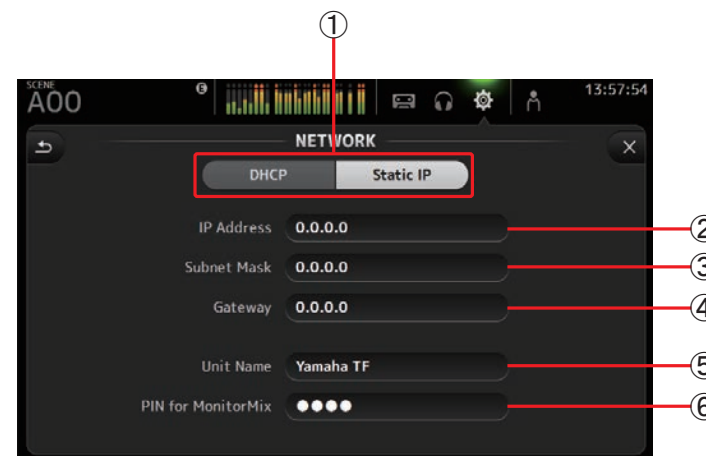 ①
SCENE
A00
E
13:57:54
NETWORK
DHCP Static IP
IP Address 0.0.0.0 ②
Subnet Mask 0.0.0.0 ③
Gateway 0.0.0.0 ④
Unit Name Yamaha TF ⑤
PIN for MonitorMix ●●●● ⑥